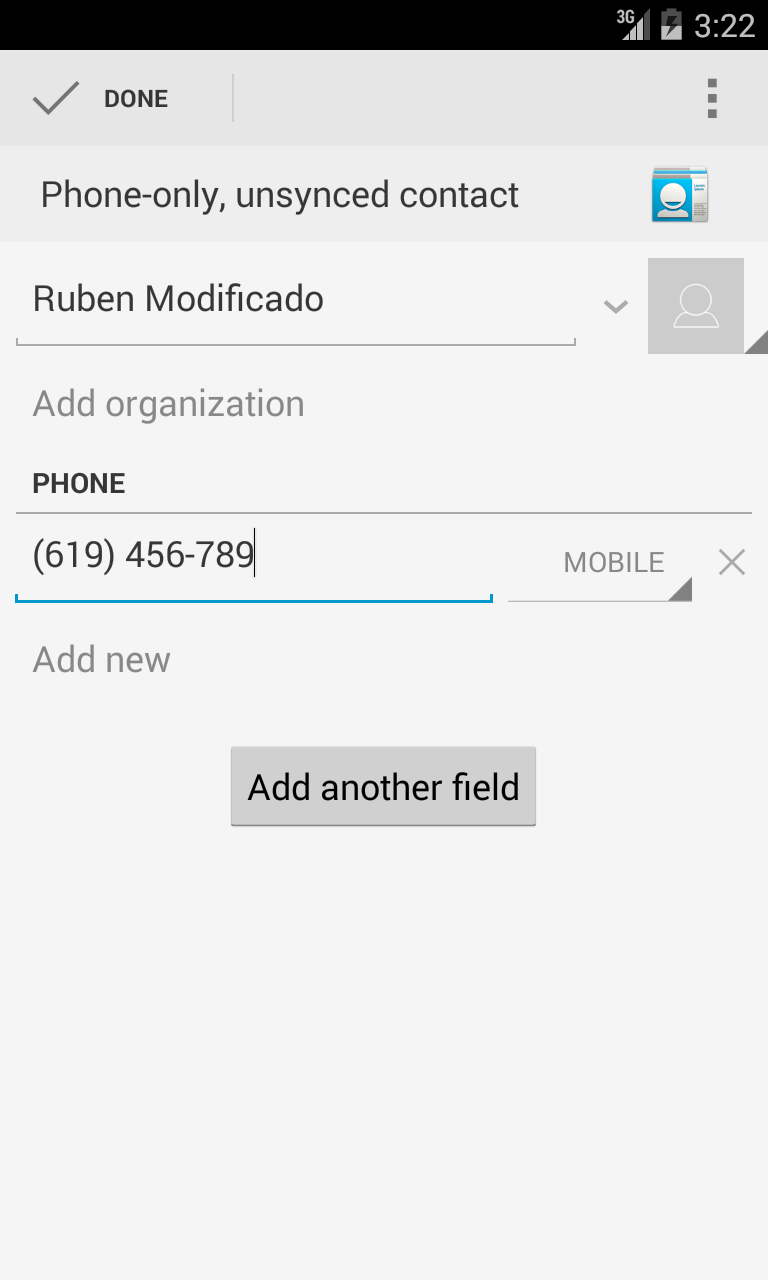 3G 3:22
DONE
Phone-only, unsynced contact
Ruben Modificado
Add organization
PHONE
(619) 456-789
MOBILE
Add new
Add another field